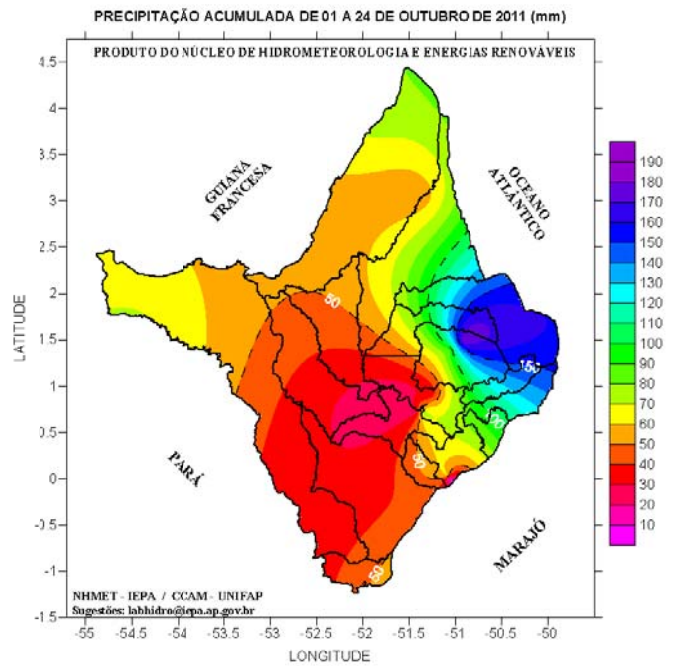 PRECIPITAÇÃO ACUMULADA DE 01 A 24 DE OUTUBRO DE 2011 (mm)
PRODUTO DO NÚCLEO DE HIDROMETEOROLOGIA E ENERGIAS RENOVÁVEIS
4.5
4
3.5
3
2.5
2
1.5
1
0.5
0
-0.5
-1
-1.5
LATITUDE
GUIANA
FRANCESA
OCEANO
ATLÂNTICO
50
150
100
50
50
PARÁ
MARAJÓ
190
180
170
160
150
140
130
120
110
100
90
80
70
60
50
40
30
20
10
NHMET - IEPA / CCAM - UNIFAP
Sugestões: labhidro@iepa.ap.gov.br
-55 -54.5 -54 -53.5 -53 -52.5 -52 -51.5 -51 -50.5 -50
LONGITUDE